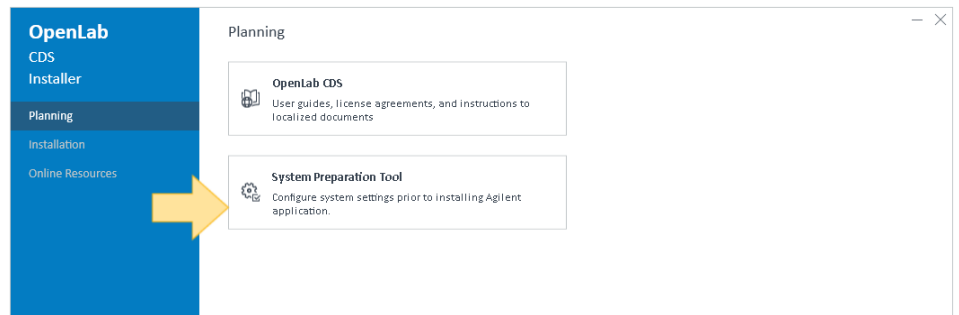 OpenLab
CDS
Installer
Planning
Installation
Online Resources
Planning
OpenLab CDS
User guides, license agreements, and instructions to
localized documents
System Preparation Tool
Configure system settings prior to installing Agilent
application.